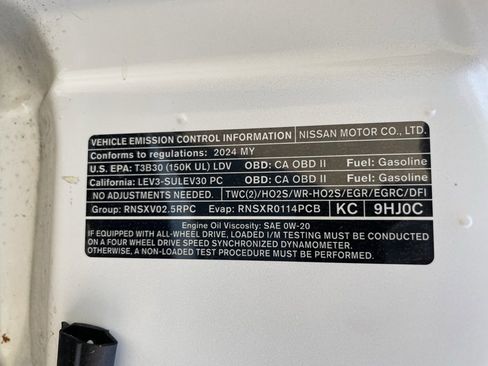 VEHICLE EMISSION CONTROL INFORMATION NISSAN MOTOR CO., LTD.
Conforms to regulations: 2024 MY
U.S. EPA: T3B30 (150K UL) LDV OBD: CA OBD II Fuel: Gasoline
California: LEV3-SULEV30 PC OBD: CA OBD II Fuel: Gasoline
NO ADJUSTMENTS NEEDED TWC(2)/HO2S/WR-HO2S/EGR/EGRC/DFI
Group: RNSXV02.5RPC Evap: RNSXR0114PCB KC 9HJ0C
Engine Oil Viscosity: SAE 0W-20
IF EQUIPPED WITH ALL-WHEEL DRIVE, LOADED I/M TESTING MUST BE CONDUCTED
ON A FOUR WHEEL DRIVE SPEED SYNCHRONIZED DYNAMOMETER.
OTHERWISE, A NON-LOADED TEST PROCEDURE MUST BE PERFORMED.